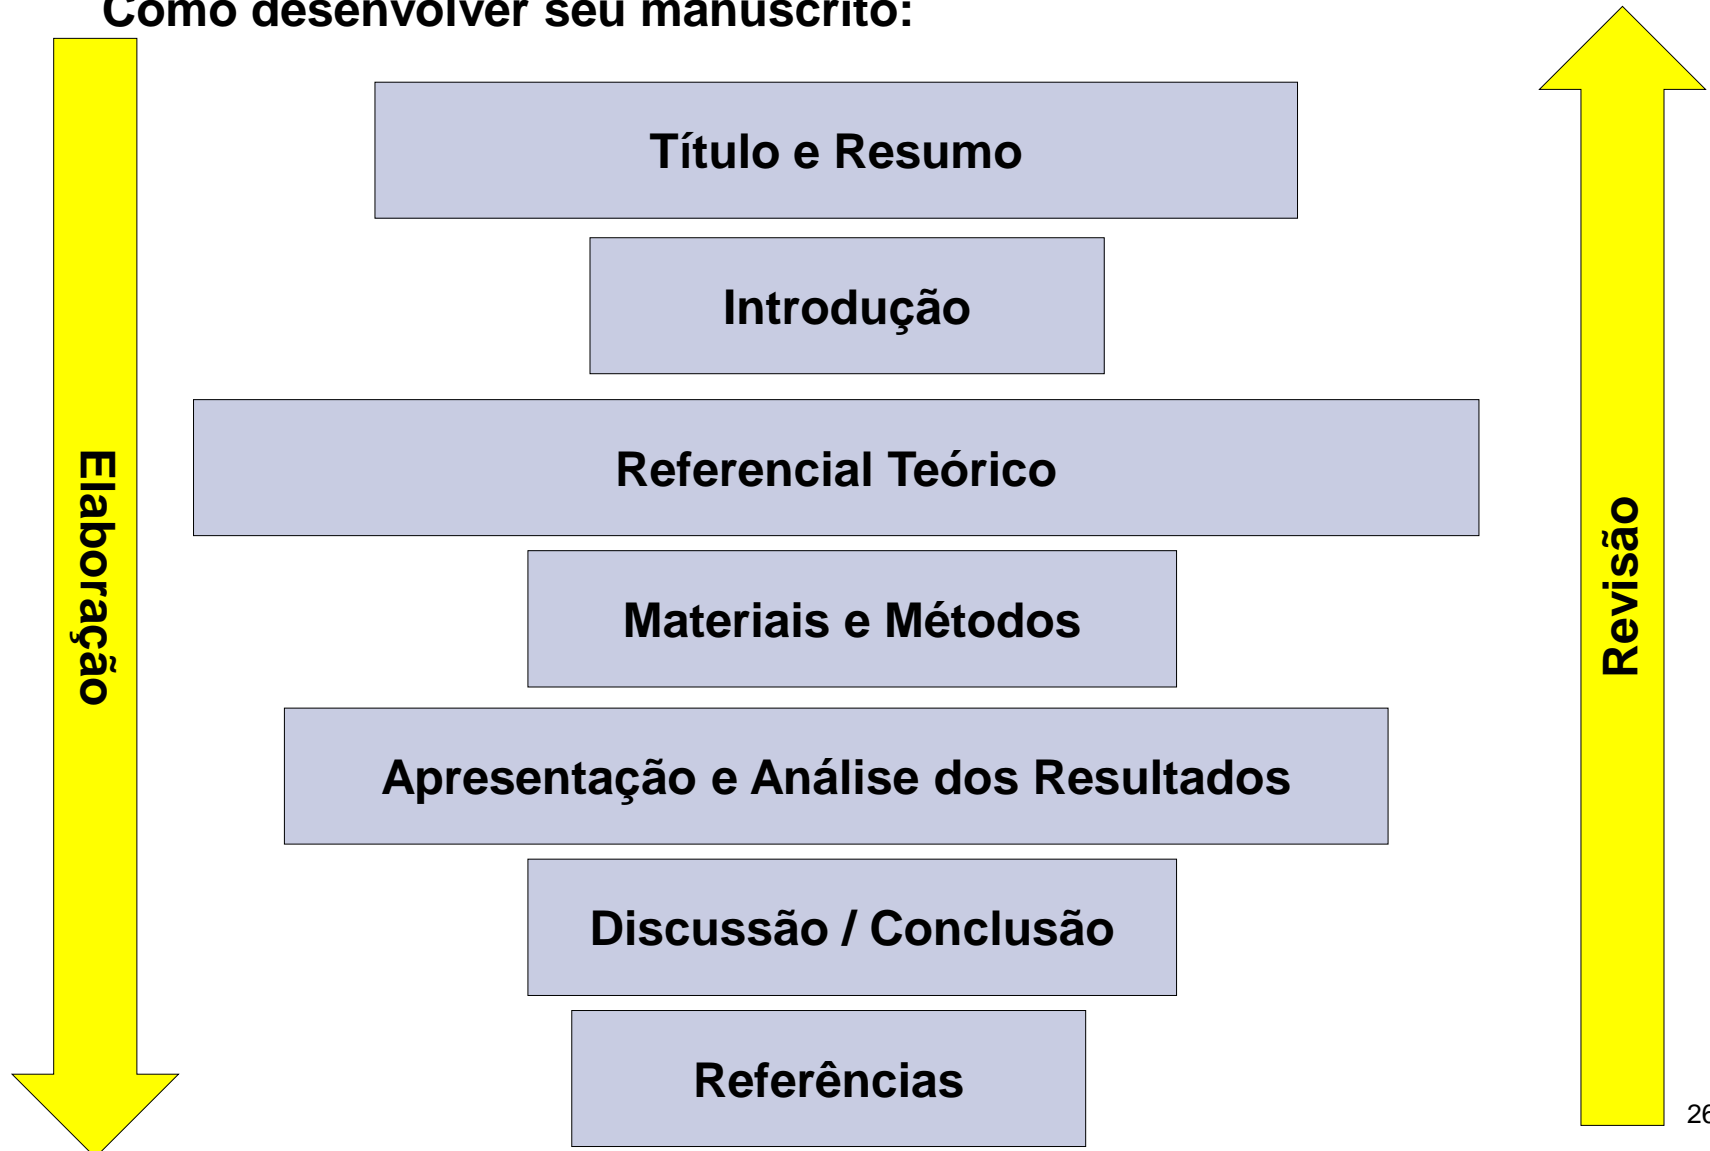 Como desenvolver seu manuscrito:
Título e Resumo
Introdução
Referencial Teórico
Materiais e Métodos
Apresentação e Análise dos Resultados
Discussão / Conclusão
Referências
Elaboração
Revisão
26